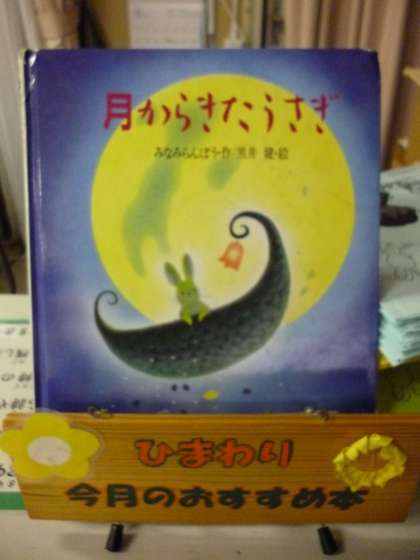 月からきたうさぎ
みなみらんぼう・作/黒井 健・絵
ひまわり
今月のおすすめ本